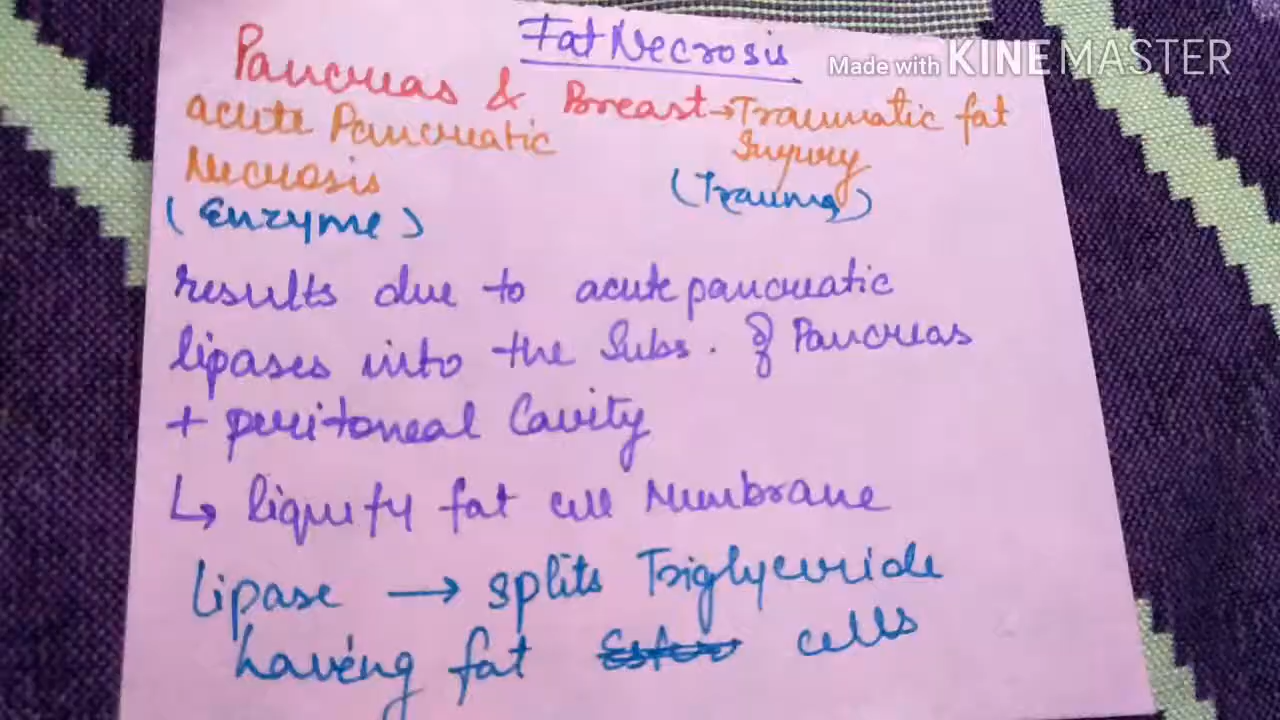 Fat Necrosis
Made with KINEMASTER
Pancreas & Breast → Traumatic fat
acute Pancreatic Injury
Necrosis (Trauma)
(Enzyme)
results due to acute pancreatic
lipases into the Subs. of Pancreas
+ peritoneal Cavity
↳ liquify fat cell Membrane
Lipase → splits Triglyceride
having fat cells